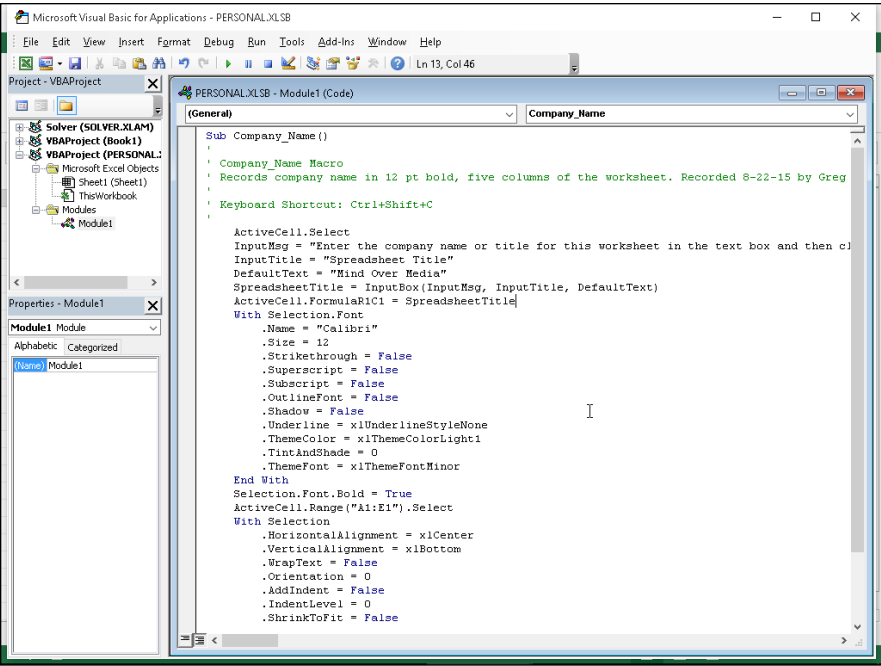 Microsoft Visual Basic for Applications - PERSONAL.XLSB
File Edit View Insert Format Debug Run Tools Add-Ins Window Help
Ln 13, Col 46
Project - VBAProject
Solver (SOLVER.XLAM)
VBAProject (Book1)
VBAProject (PERSONAL.
Microsoft Excel Objects
Sheet1 (Sheet1)
ThisWorkbook
Modules
Module1
Properties - Module1
Module1 Module
Alphabetic Categorized
(Name) Module1
PERSONAL.XLSB - Module1 (Code)
(General) Company_Name
Sub Company_Name()
'
' Company_Name Macro
' Records company name in 12 pt bold, five columns of the worksheet. Recorded 8-22-15 by Greg
'
' Keyboard Shortcut: Ctrl+Shift+C
'
ActiveCell.Select
InputMsg = "Enter the company name or title for this worksheet in the text box and then cl
InputTitle = "Spreadsheet Title"
DefaultText = "Mind Over Media"
SpreadsheetTitle = InputBox(InputMsg, InputTitle, DefaultText)
ActiveCell.FormulaR1C1 = SpreadsheetTitle
With Selection.Font
.Name = "Calibri"
.Size = 12
.Strikethrough = False
.Superscript = False
.Subscript = False
.OutlineFont = False
.Shadow = False
.Underline = xlUnderlineStyleNone
.ThemeColor = xlThemeColorLight1
.TintAndShade = 0
.ThemeFont = xlThemeFontMinor
End With
Selection.Font.Bold = True
ActiveCell.Range("A1:E1").Select
With Selection
.HorizontalAlignment = xlCenter
.VerticalAlignment = xlBottom
.WrapText = False
.Orientation = 0
.AddIndent = False
.IndentLevel = 0
.ShrinkToFit = False